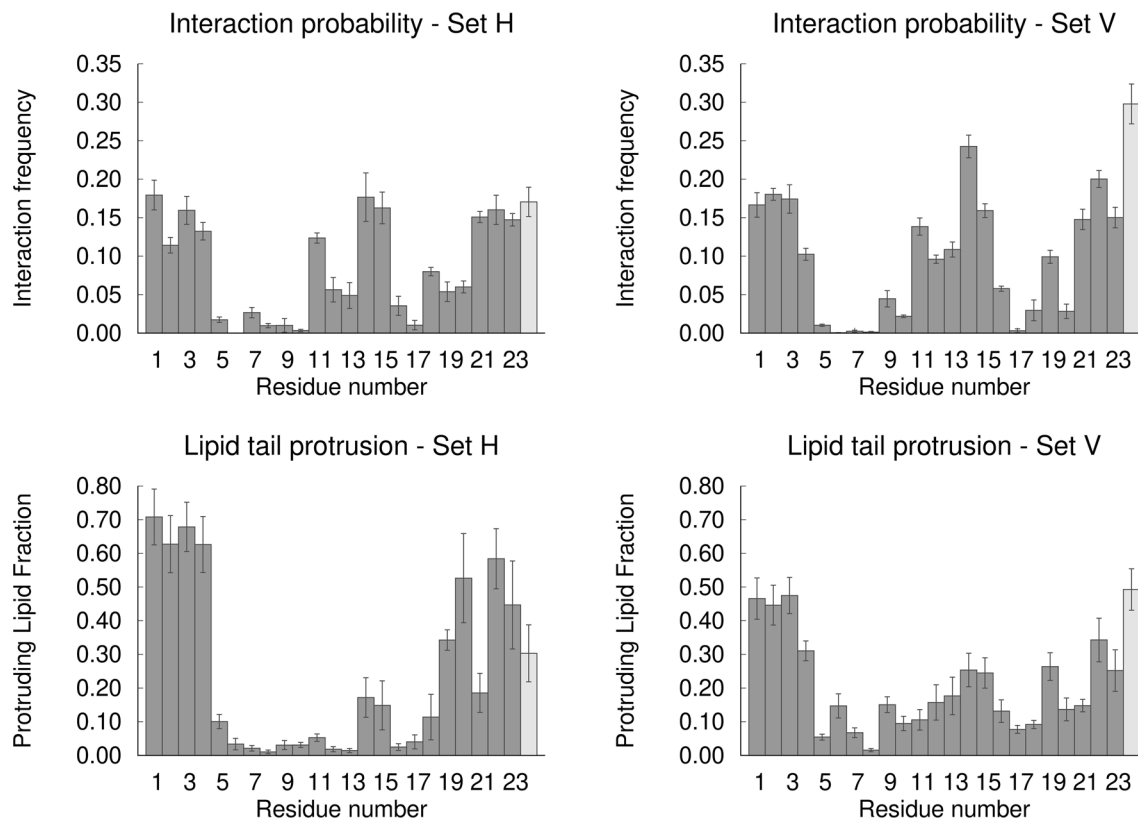 Interaction probability - Set H
Interaction frequency
0.35
0.30
0.25
0.20
0.15
0.10
0.05
0.00
1 3 5 7 9 11 13 15 17 19 21 23
Residue number
Interaction probability - Set V
Interaction frequency
0.35
0.30
0.25
0.20
0.15
0.10
0.05
0.00
1 3 5 7 9 11 13 15 17 19 21 23
Residue number
Lipid tail protrusion - Set H
Protruding Lipid Fraction
0.80
0.70
0.60
0.50
0.40
0.30
0.20
0.10
0.00
1 3 5 7 9 11 13 15 17 19 21 23
Residue number
Lipid tail protrusion - Set V
Protruding Lipid Fraction
0.80
0.70
0.60
0.50
0.40
0.30
0.20
0.10
0.00
1 3 5 7 9 11 13 15 17 19 21 23
Residue number